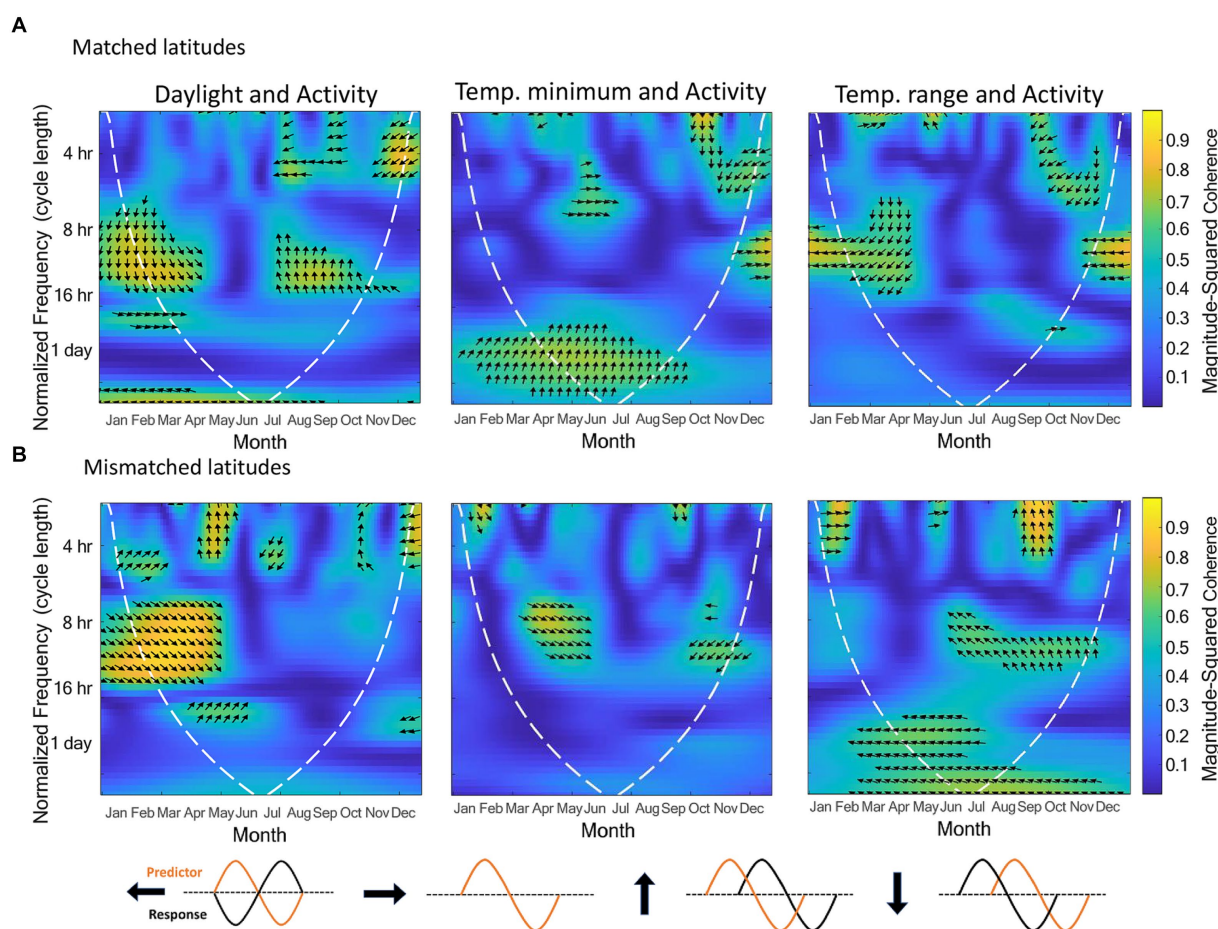 A
Matched latitudes
Daylight and Activity
Temp. minimum and Activity
Temp. range and Activity
Normalized Frequency (cycle length)
4 hr
8 hr
16 hr
1 day
0.9
0.8
0.7
0.6
0.5
0.4
0.3
0.2
0.1
Magnitude-Squared Coherence
Jan Feb Mar Apr May Jun Jul Aug Sep Oct Nov Dec
Jan Feb Mar Apr May Jun Jul Aug Sep Oct Nov Dec
Jan Feb Mar Apr May Jun Jul Aug Sep Oct Nov Dec
Month
Month
Month
B
Mismatched latitudes
Normalized Frequency (cycle length)
4 hr
8 hr
16 hr
1 day
0.9
0.8
0.7
0.6
0.5
0.4
0.3
0.2
0.1
Magnitude-Squared Coherence
Jan Feb Mar Apr May Jun Jul Aug Sep Oct Nov Dec
Jan Feb Mar Apr May Jun Jul Aug Sep Oct Nov Dec
Jan Feb Mar Apr May Jun Jul Aug Sep Oct Nov Dec
Month
Month
Month
Predictor
Response